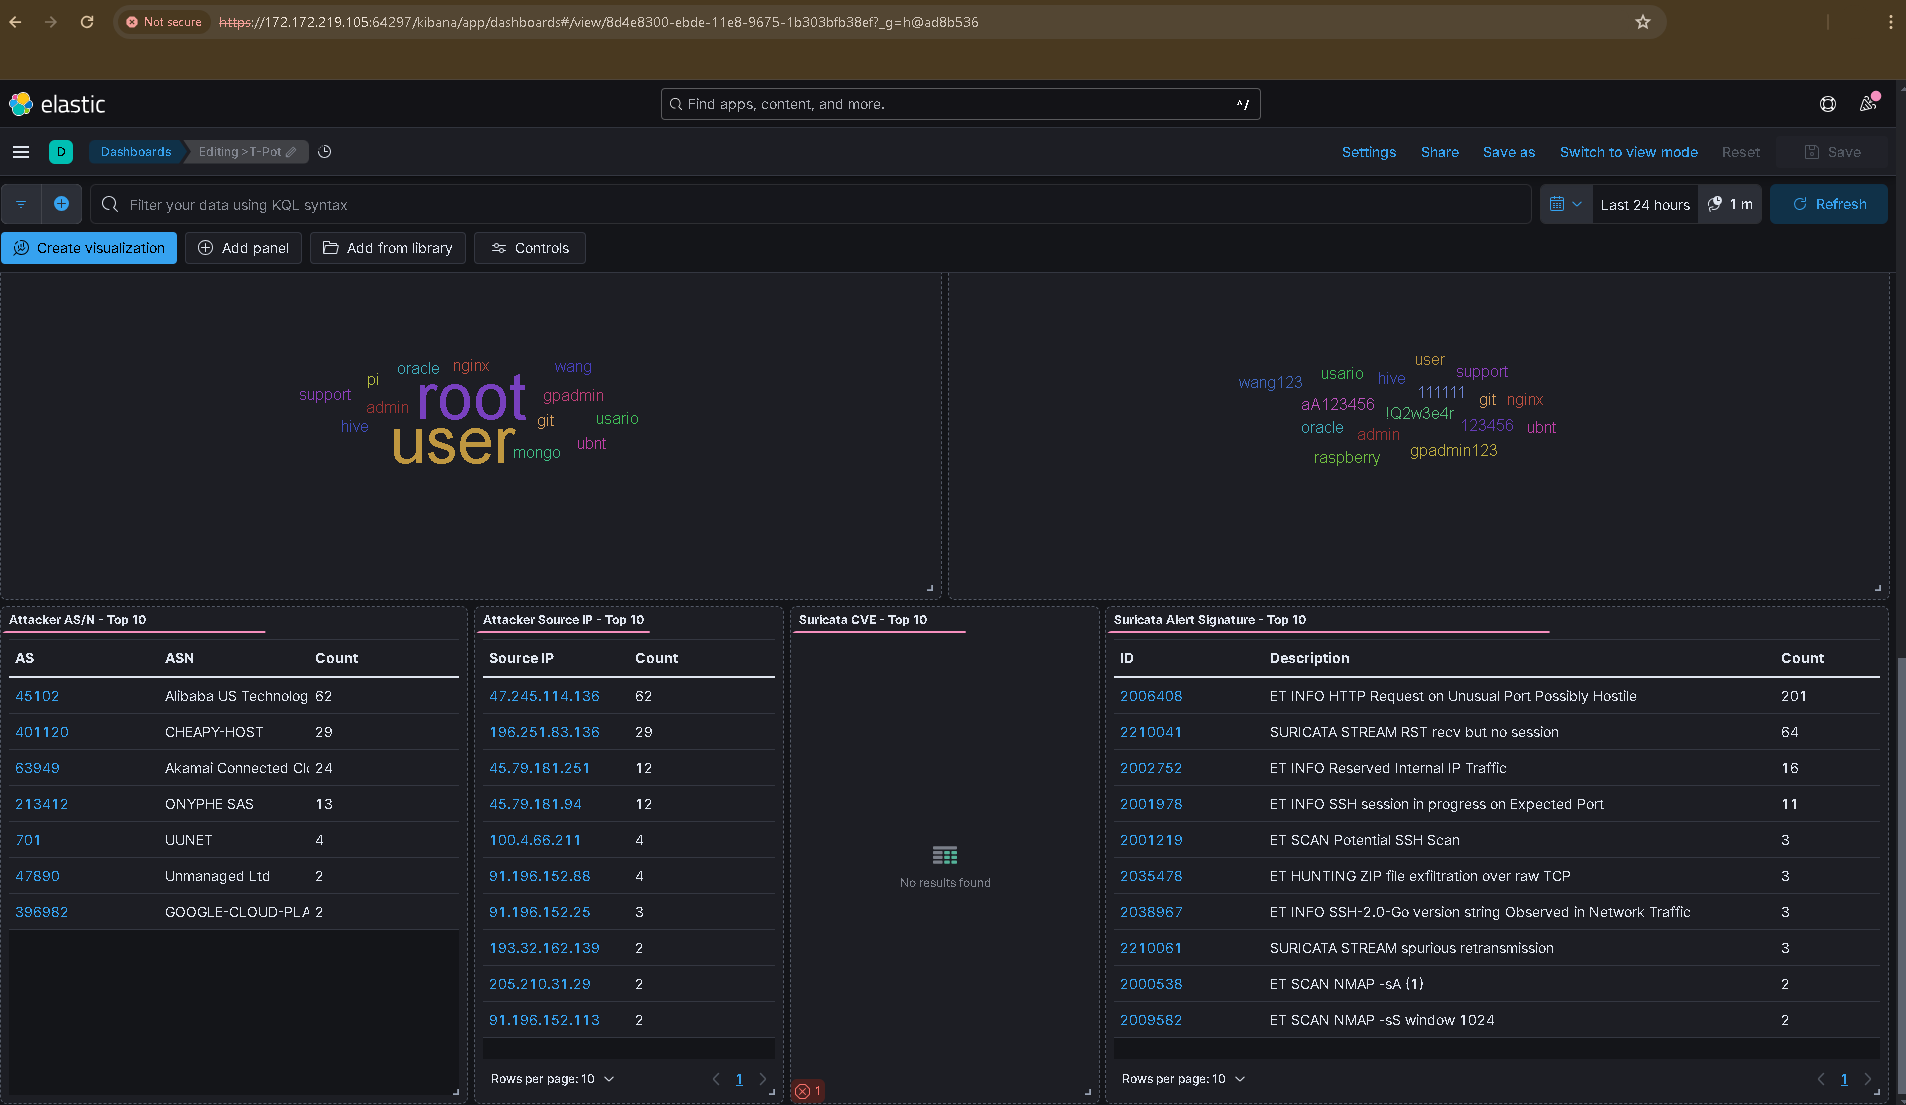 Not secure https://172.172.219.105:64297/kibana/app/dashboards#/view/8d4e8300-ebde-11e8-9675-1b303bfb38ef?_g=h@ad8b536
elastic
Find apps, content, and more.
^/
D Dashboards Editing >T-Pot
Settings Share Save as Switch to view mode Reset Save
Filter your data using KQL syntax
Last 24 hours 1 m Refresh
Create visualization Add panel Add from library Controls
oracle nginx wang
pi
support root gpadmin
admin
hive git usario
user
mongo ubnt
user
wang123 usario hive support
111111
aA123456 !Q2w3e4r git nginx
oracle admin 123456 ubnt
raspberry gpadmin123
Attacker AS/N - Top 10
AS ASN Count
45102 Alibaba US Technolog 62
401120 CHEAPY-HOST 29
63949 Akamai Connected Clo 24
213412 ONYPHE SAS 13
701 UUNET 4
47890 Unmanaged Ltd 2
396982 GOOGLE-CLOUD-PLA 2
Attacker Source IP - Top 10
Source IP Count
47.245.114.136 62
196.251.83.136 29
45.79.181.251 12
45.79.181.94 12
100.4.66.211 4
91.196.152.88 4
91.196.152.25 3
193.32.162.139 2
205.210.31.29 2
91.196.152.113 2
Rows per page: 10 1
Suricata CVE - Top 10
No results found
1
Suricata Alert Signature - Top 10
ID Description Count
2006408 ET INFO HTTP Request on Unusual Port Possibly Hostile 201
2210041 SURICATA STREAM RST recv but no session 64
2002752 ET INFO Reserved Internal IP Traffic 16
2001978 ET INFO SSH session in progress on Expected Port 11
2001219 ET SCAN Potential SSH Scan 3
2035478 ET HUNTING ZIP file exfiltration over raw TCP 3
2038967 ET INFO SSH-2.0-Go version string Observed in Network Traffic 3
2210061 SURICATA STREAM spurious retransmission 3
2000538 ET SCAN NMAP -sA (1) 2
2009582 ET SCAN NMAP -sS window 1024 2
Rows per page: 10 1